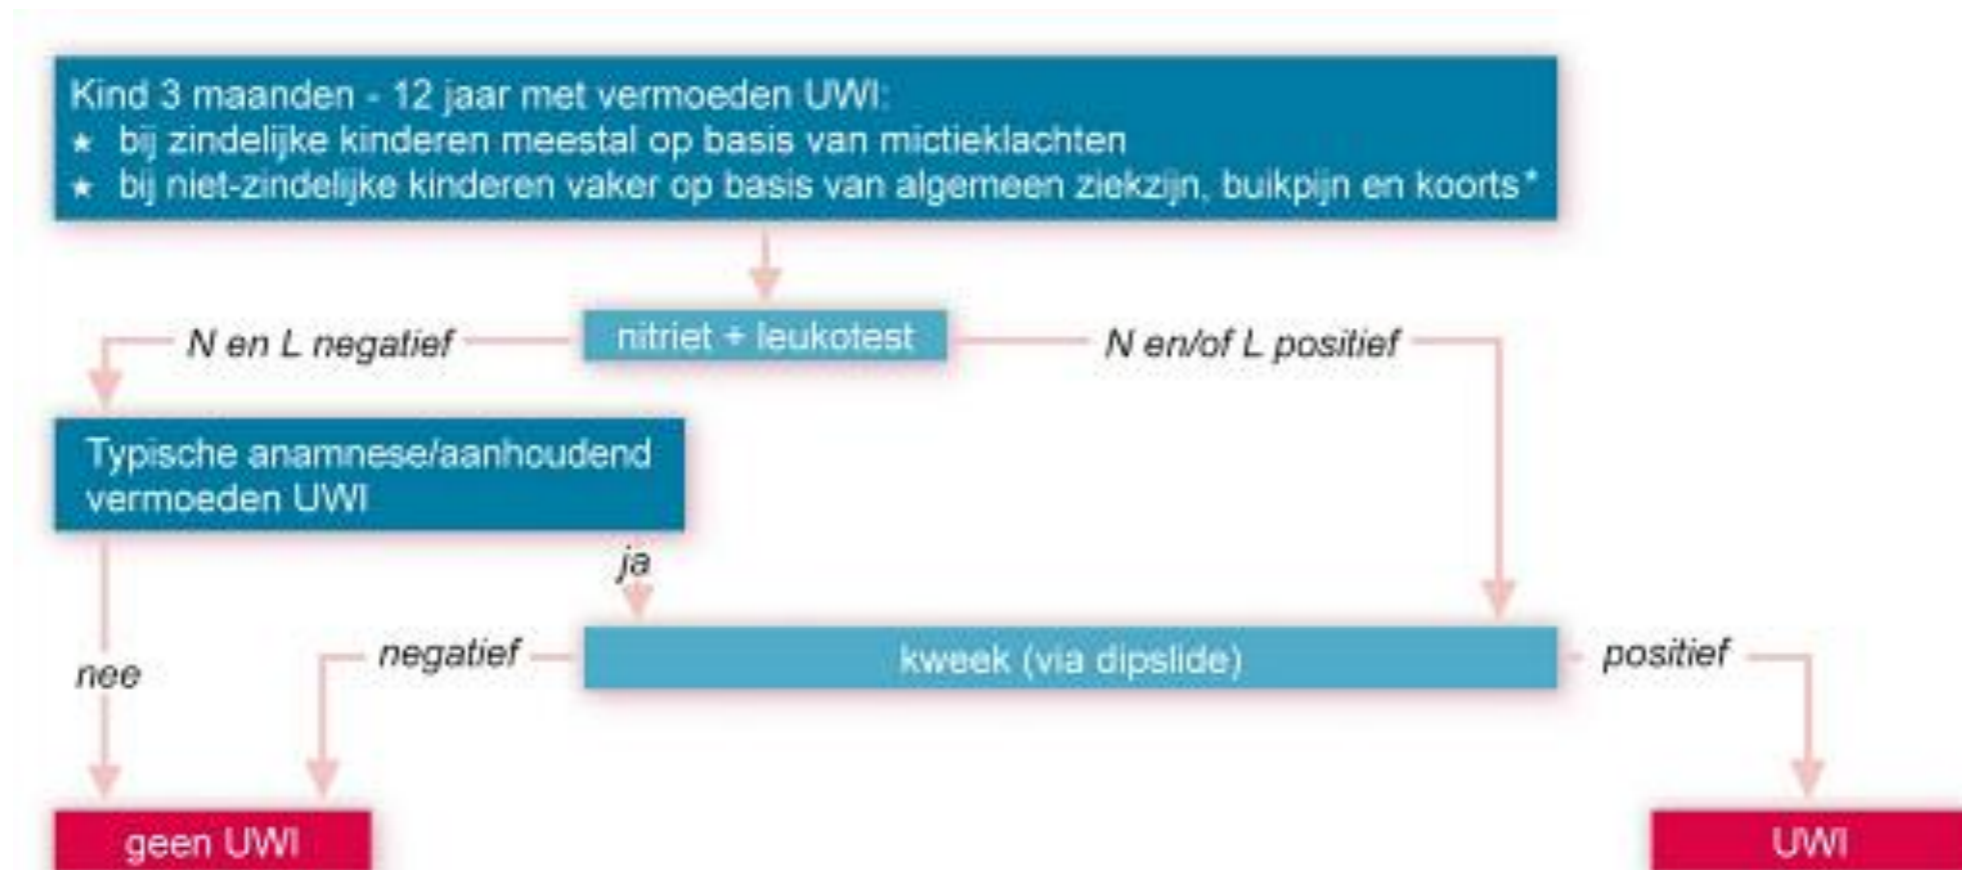 Kind 3 maanden - 12 jaar met vermoeden UWI:
★ bij zindelijke kinderen meestal op basis van mictieklachten
★ bij niet-zindelijke kinderen vaker op basis van algemeen ziekzijn, buikpijn en koorts*
N en L negatief
nitriet + leukotest
N en/of L positief
Typische anamnese/aanhoudend
vermoeden UWI
ja
nee
negatief
kweek (via dipslide)
positief
geen UWI
UWI